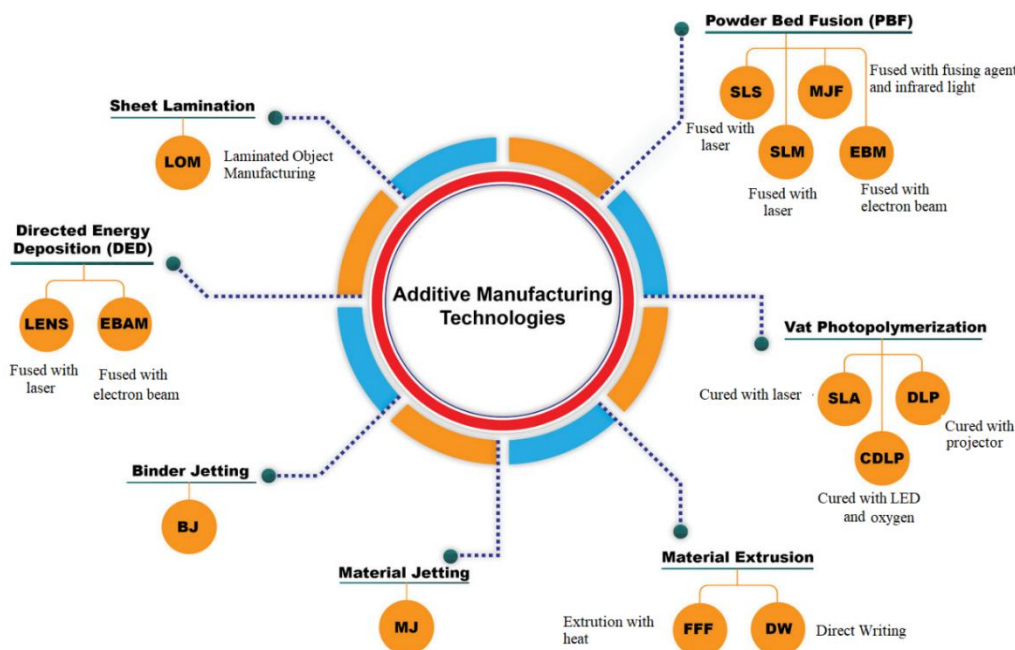 Powder Bed Fusion (PBF)
SLS
MJF
Fused with fusing agent
and infrared light
Fused with
laser
SLM
EBM
Fused with
laser
Fused with
electron beam
Sheet Lamination
LOM
Laminated Object
Manufacturing
Directed Energy
Deposition (DED)
LENS
EBAM
Fused with
laser
Fused with
electron beam
Additive Manufacturing
Technologies
Vat Photopolymerization
Cured with laser
SLA
DLP
Cured with
projector
CDLP
Cured with LED
and oxygen
Binder Jetting
BJ
Material Jetting
MJ
Material Extrusion
Extrution with
heat
FFF
DW
Direct Writing